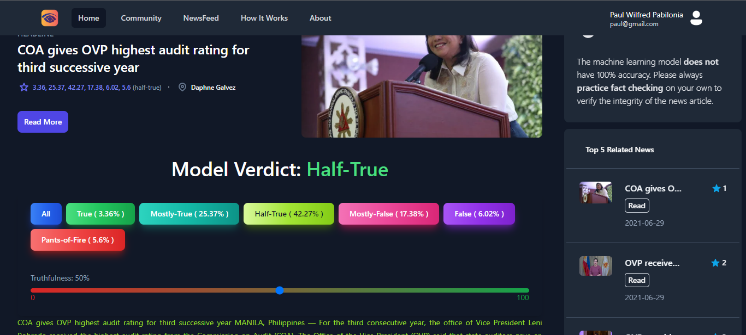 Home
Community
NewsFeed
How It Works
About
Paul Wilfred Pabilonia
paul@gmail.com
COA gives OVP highest audit rating for
third successive year
3.36, 25.37, 42.27, 17.38, 6.02, 5.6 (half-true)
·
Daphne Galvez
Read More
The machine learning model does not
have 100% accuracy. Please always
practice fact checking on your own to
verify the integrity of the news article.
Top 5 Related News
COA gives O...
1
Read
2021-06-29
OVP receive...
2
Read
2021-06-29
Model Verdict: Half-True
All
True ( 3.36% )
Mostly-True ( 25.37% )
Half-True ( 42.27% )
Mostly-False ( 17.38% )
False ( 6.02% )
Pants-of-Fire ( 5.6% )
Truthfulness: 50%
0
100
COA gives OVP highest audit rating for third successive year MANILA, Philippines — For the third consecutive year, the office of Vice President Leni